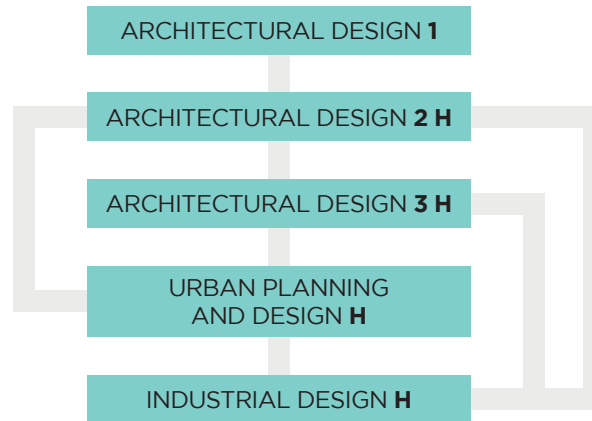 ARCHITECTURAL DESIGN 1
ARCHITECTURAL DESIGN 2 H
ARCHITECTURAL DESIGN 3 H
URBAN PLANNING
AND DESIGN H
INDUSTRIAL DESIGN H